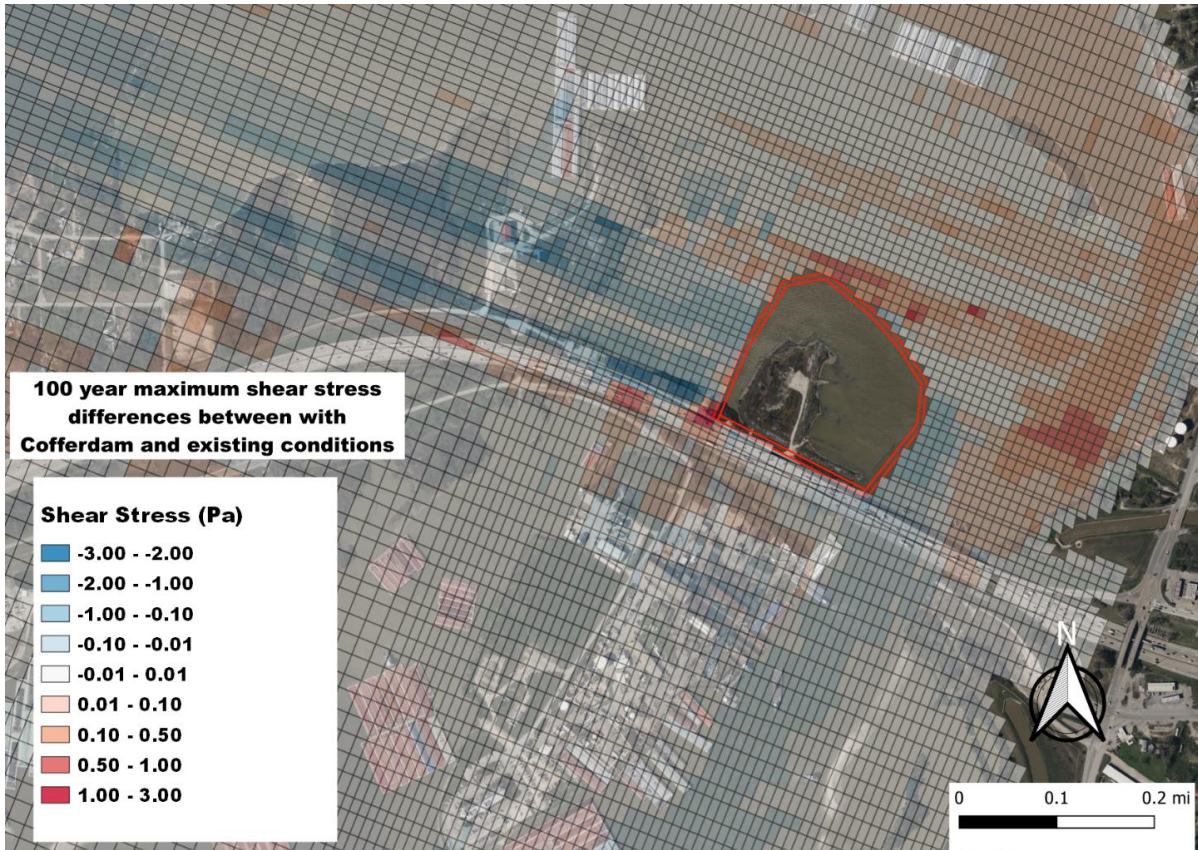 100 year maximum shear stress
differences between with
Cofferdam and existing conditions
Shear Stress (Pa)
-3.00 - -2.00
-2.00 - -1.00
-1.00 - -0.10
-0.10 - -0.01
-0.01 - 0.01
0.01 - 0.10
0.10 - 0.50
0.50 - 1.00
1.00 - 3.00
N
0 0.1 0.2 mi